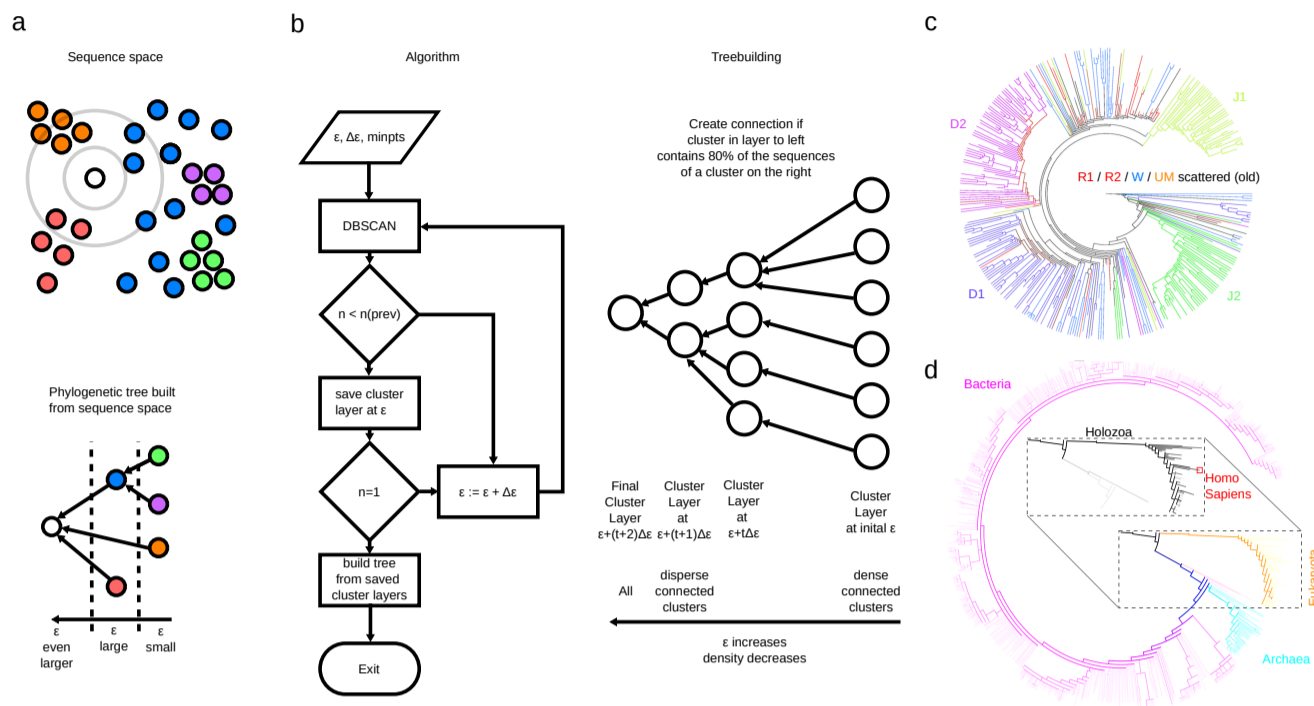 a
Sequence space
Phylogenetic tree built
from sequence space
ε
even
larger
ε
large
ε
small
b
Algorithm
ε, Δε, minpts
DBSCAN
n < n(prev)
save cluster
layer at ε
n=1
ε := ε + Δε
build tree
from saved
cluster layers
Exit
Treebuilding
Create connection if
cluster in layer to left
contains 80% of the sequences
of a cluster on the right
Final
Cluster
Layer
ε+(t+2)Δε
Cluster
Layer
at
ε+(t+1)Δε
Cluster
Layer
at
ε+tΔε
Cluster
Layer
at inital ε
All
disperse
connected
clusters
dense
connected
clusters
ε increases
density decreases
c
J1
D2
R1 / R2 / W / UM scattered (old)
D1
J2
d
Bacteria
Holozoa
Homo
Sapiens
Eukaryota
Archaea